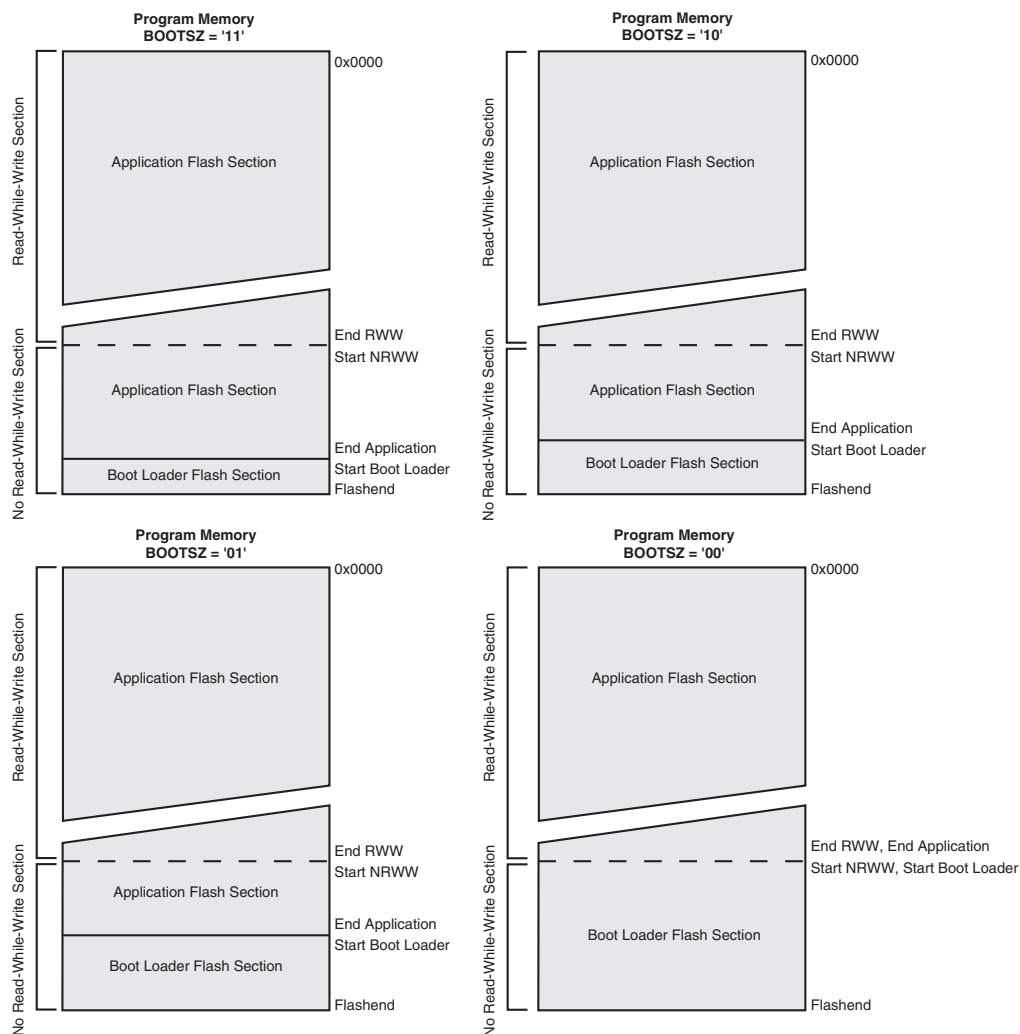 Program Memory
BOOTSZ = '11'
0x0000
Read-While-Write Section
Application Flash Section
End RWW
Start NRWW
No Read-While-Write Section
Application Flash Section
End Application
Start Boot Loader
Boot Loader Flash Section
Flashend
Program Memory
BOOTSZ = '10'
0x0000
Read-While-Write Section
Application Flash Section
End RWW
Start NRWW
No Read-While-Write Section
Application Flash Section
End Application
Start Boot Loader
Boot Loader Flash Section
Flashend
Program Memory
BOOTSZ = '01'
0x0000
Read-While-Write Section
Application Flash Section
End RWW
Start NRWW
No Read-While-Write Section
Application Flash Section
End Application
Start Boot Loader
Boot Loader Flash Section
Flashend
Program Memory
BOOTSZ = '00'
0x0000
Read-While-Write Section
Application Flash Section
End RWW, End Application
Start NRWW, Start Boot Loader
No Read-While-Write Section
Boot Loader Flash Section
Flashend